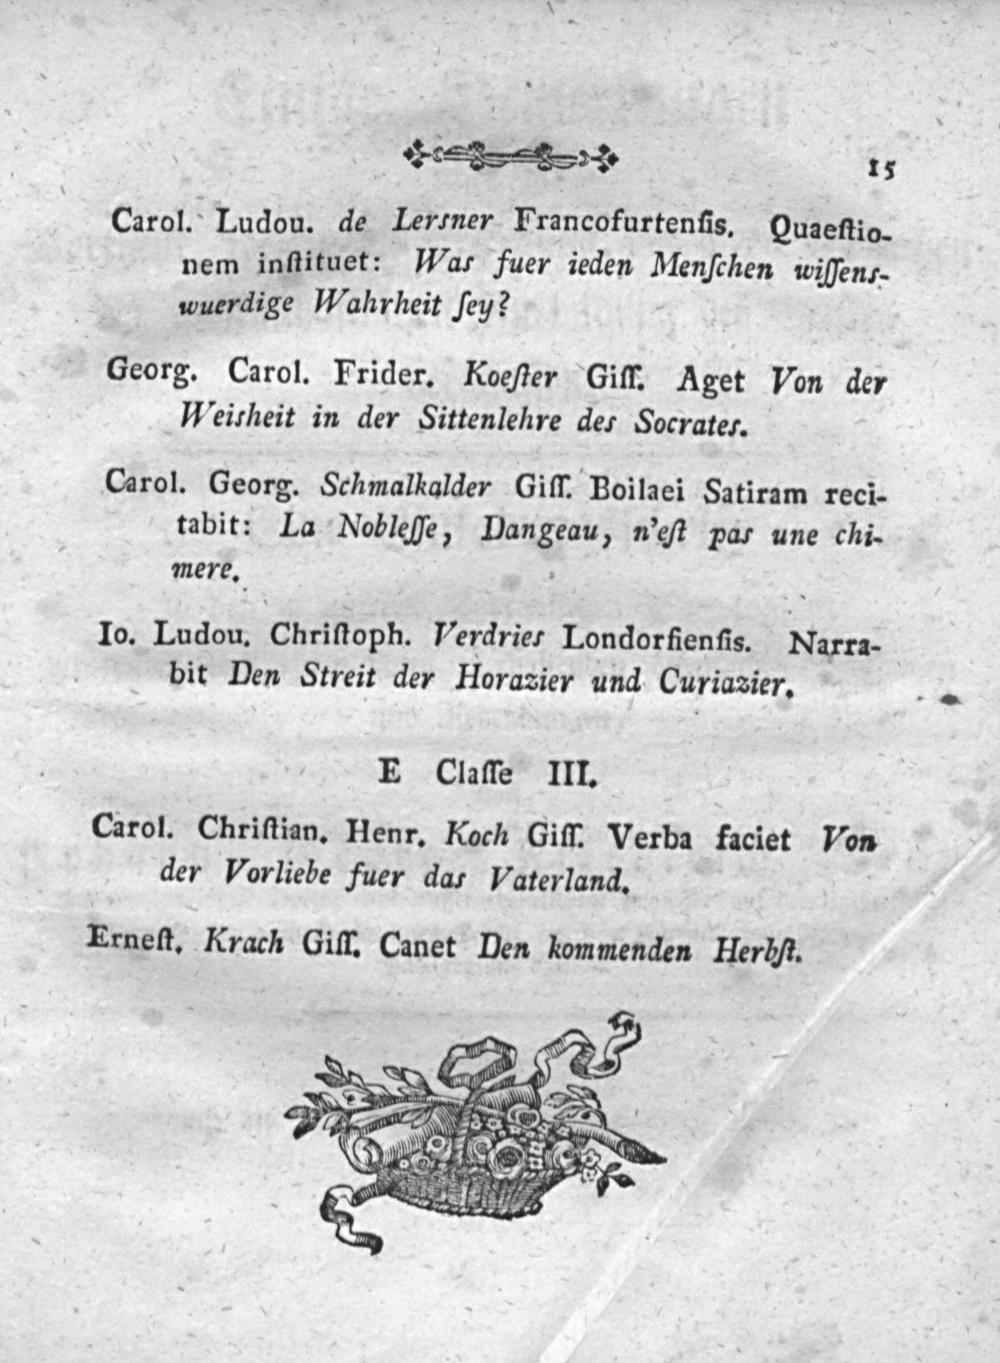 15
Carol. Ludou. de Lersner Francofurtenſis. Quaeſtio-
nem inſtituet: Was fuer ieden Menſchen wiſſens-
wuerdige Wahrheit ſey?
Georg. Carol. Frider. Koeſter Giſſ. Aget Von der
Weisheit in der Sittenlehre des Socrates.
Carol. Georg. Schmalkalder Giſſ. Boilaei Satiram reci-
tabit: La Nobleſſe, Dangeau, n'eſt pas une chi-
mere.
Io. Ludou. Chriſtoph. Verdries Londorfienſis. Narra-
bit Den Streit der Horazier und Curiazier.
E Claſſe III.
Carol. Chriſtian. Henr. Koch Giſſ. Verba faciet Von
der Vorliebe fuer das Vaterland.
Erneſt. Krach Giſſ. Canet Den kommenden Herbſt.